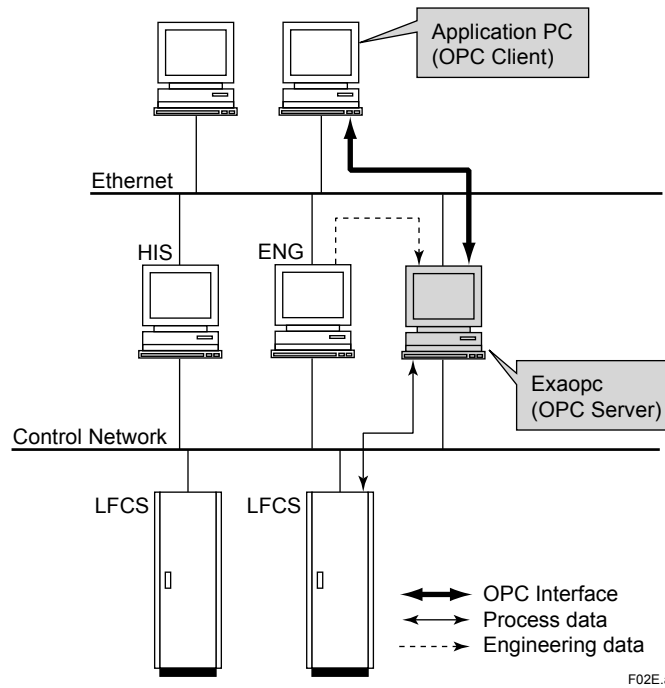 Application PC
(OPC Client)
Ethernet
HIS
ENG
Exaopc
(OPC Server)
Control Network
LFCS
LFCS
OPC Interface
Process data
Engineering data